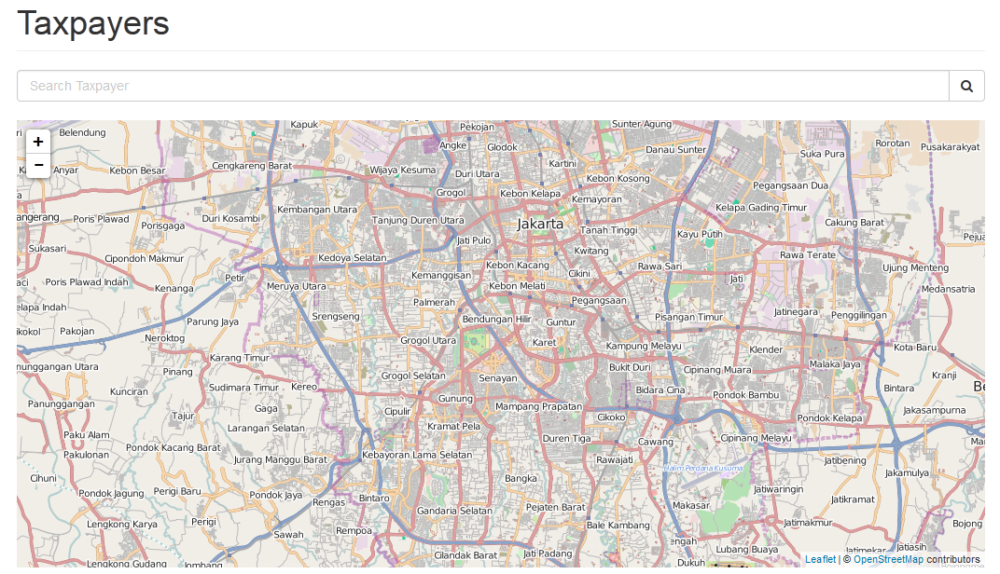 Taxpayers
Search Taxpayer
+
−
Kapuk
Pekojan
Sunter Agung
Belendung
Angke
Glodok
Danau Sunter
Suka Pura
Rorotan
Pusakarakyat
Anyar
Kebon Besar
Cengkareng Barat
Wijaya Kesuma
Duri Utara
Kartini
Kebon Kosong
Pegangsaan Dua
Grogol
Kebon Kelapa
Kemayoran
Kembangan Utara
Kelapa Gading Timur
angerang
Poris Plawad
Porisgaga
Duri Kosambi
Tanjung Duren Utara
Jakarta
Tanah Tinggi
Kayu Putih
Cakung Barat
Jati Pulo
Sukasari
Cipondoh Makmur
Kedoya Selatan
Kwitang
Rawa Terate
Kebon Kacang
Kemanggisan
Cikini
Rawa Sari
Jati
Ujung Menteng
Petir
Poris Plawad Indah
Kenanga
Meruya Utara
Kebon Melati
Medansatria
elapa Indah
Palmerah
Pegangsaan
Jatinegara
Penggilingan
Parung Jaya
Srengseng
Bendungan Hilir
Guntur
Pisangan Timur
ikokol
Pakojan
Neroktog
Grogol Utara
Karet
Kampung Melayu
Klender
Kota Baru
Karang Timur
Malaka Jaya
nunggangan Utara
Pinang
Bukit Duri
Cipinang Muara
Kranji
Grogol Selatan
Senayan
Sudimara Timur
Kereo
Kunciran
Bidara Cina
Pondok Bambu
Bintara
Be
Panunggangan
Gaga
Cipulir
Gunung
Mampang Prapatan
Jakasampurna
Tajur
Cikoko
Pondok Kelapa
Larangan Selatan
Kramat Pela
Paku Alam
Duren Tiga
Cawang
Cipinang Melayu
Pondok Kacang Barat
Pakulonan
Jurang Manggu Barat
Kebayoran Lama Selatan
Rawajati
Halim Perdana Kusuma
Jatibening
Jakamulya
Cihuni
Bangka
Pondok Jagung
Perigi Baru
Pondok Jaya
Rengas
Bintaro
Jatiwaringin
Jatikramat
Gandaria Selatan
Pejaten Barat
Makasar
Lengkong Karya
Perigi
Sawah
Rempoa
Bale Kambang
Jatimakmur
Bojong
Cilandak Barat
Jati Padang
engah
Lubang Buaya
Jatimekar
Jatiasih
Lengkong Gudang
Jombang
Dukuh
Leaflet | © OpenStreetMap contributors